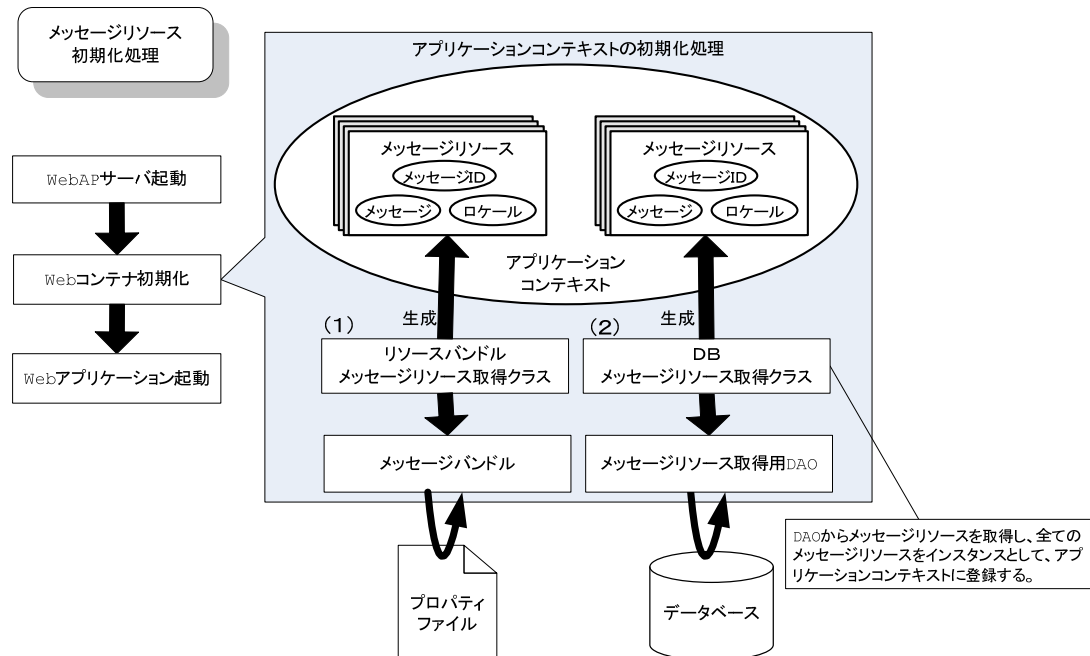 メッセージリソース
初期化処理
アプリケーションコンテキストの初期化処理
WebAPサーバ起動
Webコンテナ初期化
Webアプリケーション起動
メッセージリソース
メッセージID
メッセージ
ロケール
メッセージリソース
メッセージID
メッセージ
ロケール
アプリケーション
コンテキスト
(1)
生成
リソースバンドル
メッセージリソース取得クラス
(2)
生成
DB
メッセージリソース取得クラス
メッセージバンドル
メッセージリソース取得用DAO
DAOからメッセージリソースを取得し、全ての
メッセージリソースをインスタンスとして、アプ
リケーションコンテキストに登録する。
プロパティ
ファイル
データベース